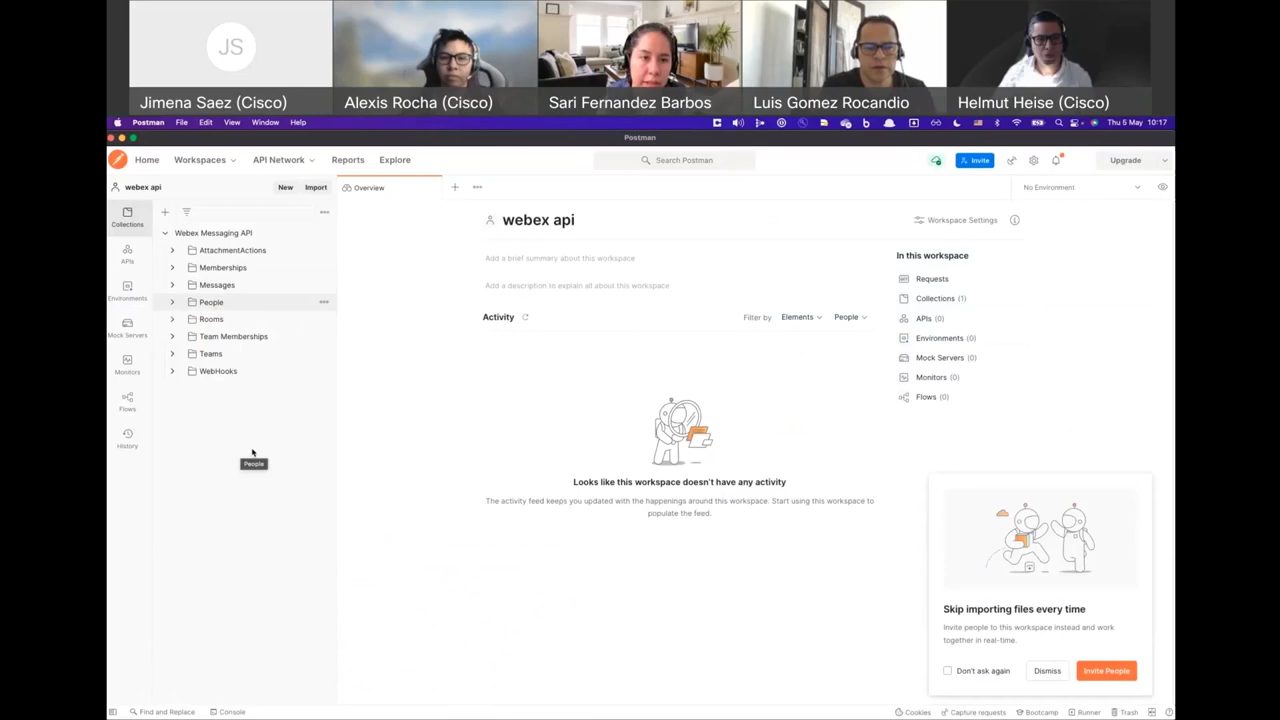 JS
Jimena Saez (Cisco)
Alexis Rocha (Cisco)
Sari Fernandez Barbos
Luis Gomez Rocandio
Helmut Heise (Cisco)
Postman File Edit View Window Help
Thu 5 May 10:17
Postman
Home Workspaces API Network Reports Explore
Search Postman
Invite
Upgrade
webex api
New Import
Overview
No Environment
Collections
APIs
Environments
Mock Servers
Monitors
Flows
History
Webex Messaging API
AttachmentActions
Memberships
Messages
People
Rooms
Team Memberships
Teams
WebHooks
People
webex api
Workspace Settings
Add a brief summary about this workspace
Add a description to explain all about this workspace
Activity
Filter by Elements People
Looks like this workspace doesn't have any activity
The activity feed keeps you updated with the happenings around this workspace. Start using this workspace to
populate the feed.
In this workspace
Requests
Collections (1)
APIs (0)
Environments (0)
Mock Servers (0)
Monitors (0)
Flows (0)
Skip importing files every time
Invite people to this workspace instead and work
together in real-time.
Don't ask again Dismiss Invite People
Find and Replace Console
Cookies Capture requests Bootcamp Runner Trash